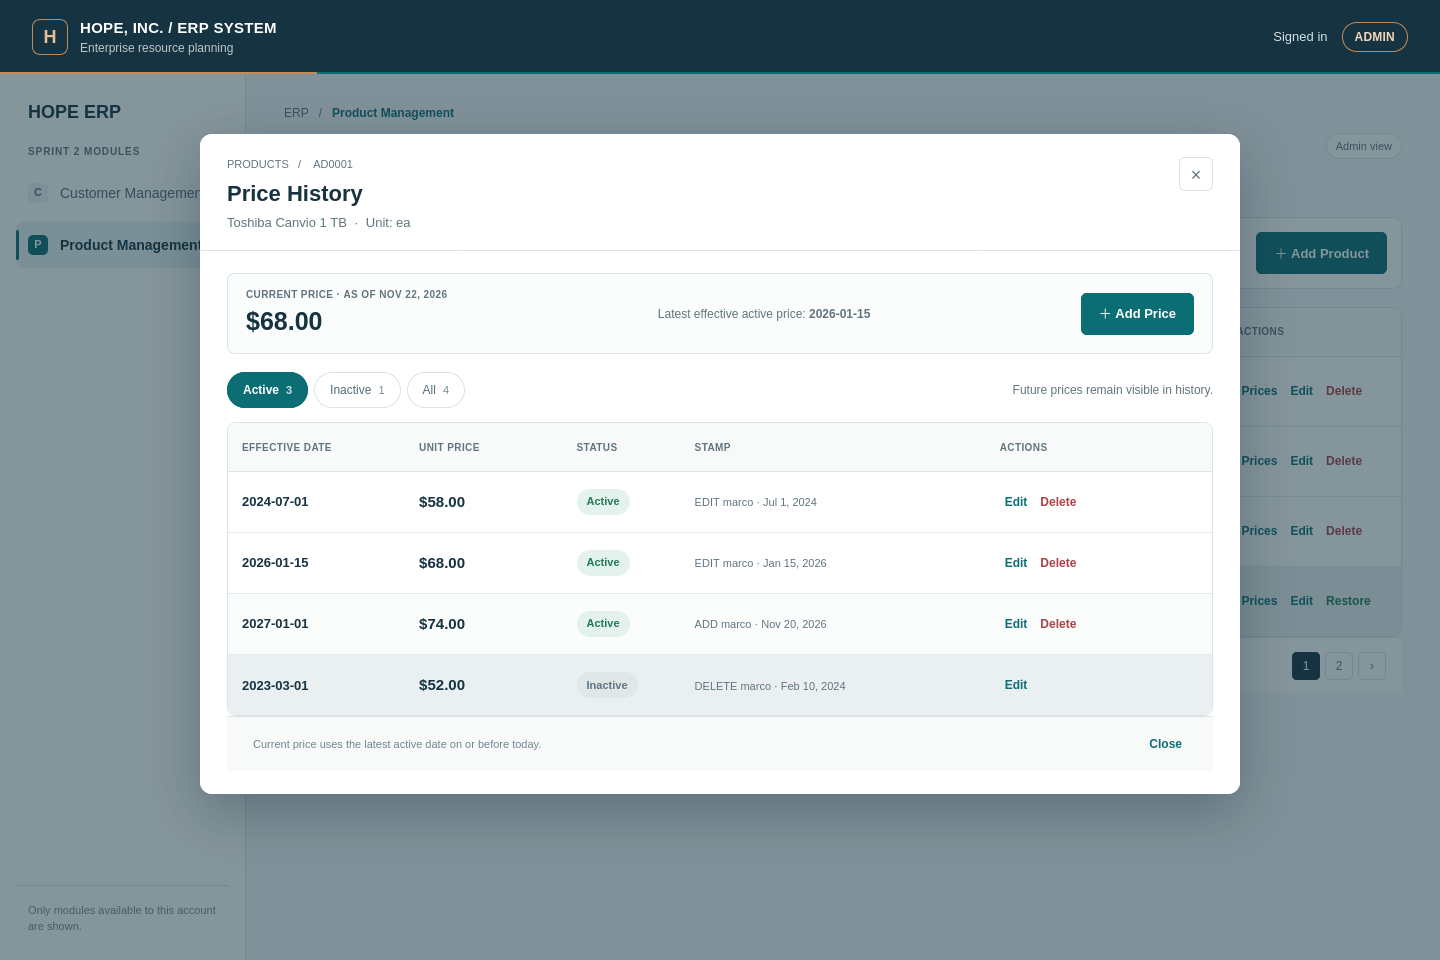 H
HOPE, INC. / ERP SYSTEM
Enterprise resource planning
Signed in
ADMIN
HOPE ERP
SPRINT 2 MODULES
C Customer Managemen
P Product Management
Only modules available to this account
are shown.
ERP / Product Management
Admin view
+ Add Product
ACTIONS
Prices Edit Delete
Prices Edit Delete
Prices Edit Delete
Prices Edit Restore
1 2 ›
PRODUCTS / AD0001
Price History
Toshiba Canvio 1 TB · Unit: ea
×
CURRENT PRICE · AS OF NOV 22, 2026
$68.00
Latest effective active price: 2026-01-15
+ Add Price
Active 3 Inactive 1 All 4
Future prices remain visible in history.
EFFECTIVE DATE UNIT PRICE STATUS STAMP ACTIONS
2024-07-01 $58.00 Active EDIT marco · Jul 1, 2024 Edit Delete
2026-01-15 $68.00 Active EDIT marco · Jan 15, 2026 Edit Delete
2027-01-01 $74.00 Active ADD marco · Nov 20, 2026 Edit Delete
2023-03-01 $52.00 Inactive DELETE marco · Feb 10, 2024 Edit
Current price uses the latest active date on or before today.
Close